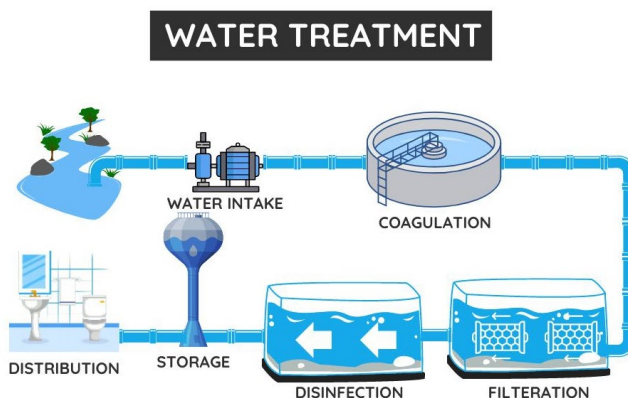 WATER TREATMENT
WATER INTAKE
COAGULATION
DISTRIBUTION
STORAGE
DISINFECTION
FILTERATION